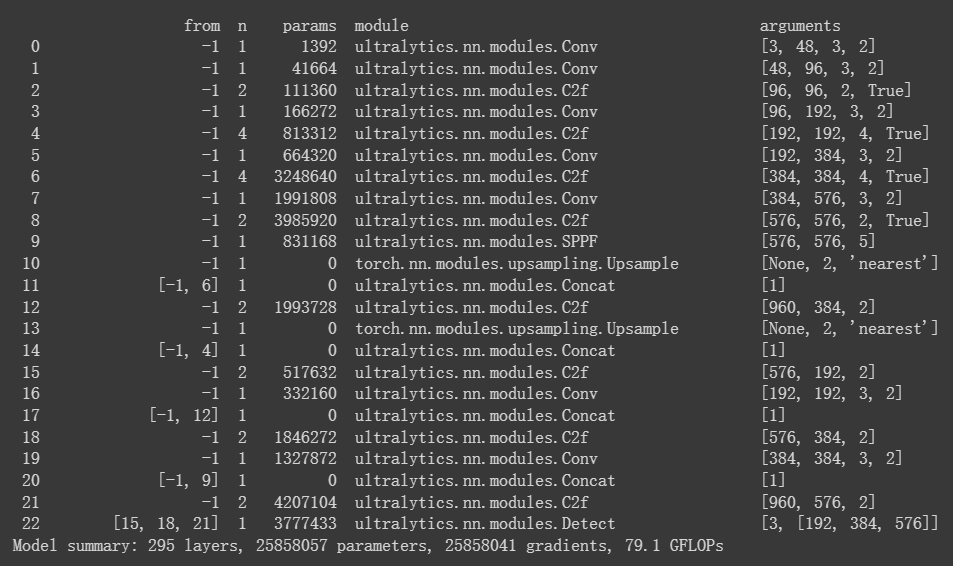 from n params module arguments
0 -1 1 1392 ultralytics.nn.modules.Conv [3, 48, 3, 2]
1 -1 1 41664 ultralytics.nn.modules.Conv [48, 96, 3, 2]
2 -1 2 111360 ultralytics.nn.modules.C2f [96, 96, 2, True]
3 -1 1 166272 ultralytics.nn.modules.Conv [96, 192, 3, 2]
4 -1 4 813312 ultralytics.nn.modules.C2f [192, 192, 4, True]
5 -1 1 664320 ultralytics.nn.modules.Conv [192, 384, 3, 2]
6 -1 4 3248640 ultralytics.nn.modules.C2f [384, 384, 4, True]
7 -1 1 1991808 ultralytics.nn.modules.Conv [384, 576, 3, 2]
8 -1 2 3985920 ultralytics.nn.modules.C2f [576, 576, 2, True]
9 -1 1 831168 ultralytics.nn.modules.SPPF [576, 576, 5]
10 -1 1 0 torch.nn.modules.upsampling.Upsample [None, 2, 'nearest']
11 [-1, 6] 1 0 ultralytics.nn.modules.Concat [1]
12 -1 2 1993728 ultralytics.nn.modules.C2f [960, 384, 2]
13 -1 1 0 torch.nn.modules.upsampling.Upsample [None, 2, 'nearest']
14 [-1, 4] 1 0 ultralytics.nn.modules.Concat [1]
15 -1 2 517632 ultralytics.nn.modules.C2f [576, 192, 2]
16 -1 1 332160 ultralytics.nn.modules.Conv [192, 192, 3, 2]
17 [-1, 12] 1 0 ultralytics.nn.modules.Concat [1]
18 -1 2 1846272 ultralytics.nn.modules.C2f [576, 384, 2]
19 -1 1 1327872 ultralytics.nn.modules.Conv [384, 384, 3, 2]
20 [-1, 9] 1 0 ultralytics.nn.modules.Concat [1]
21 -1 2 4207104 ultralytics.nn.modules.C2f [960, 576, 2]
22 [15, 18, 21] 1 3777433 ultralytics.nn.modules.Detect [3, [192, 384, 576]]
Model summary: 295 layers, 25858057 parameters, 25858041 gradients, 79.1 GFLOPs